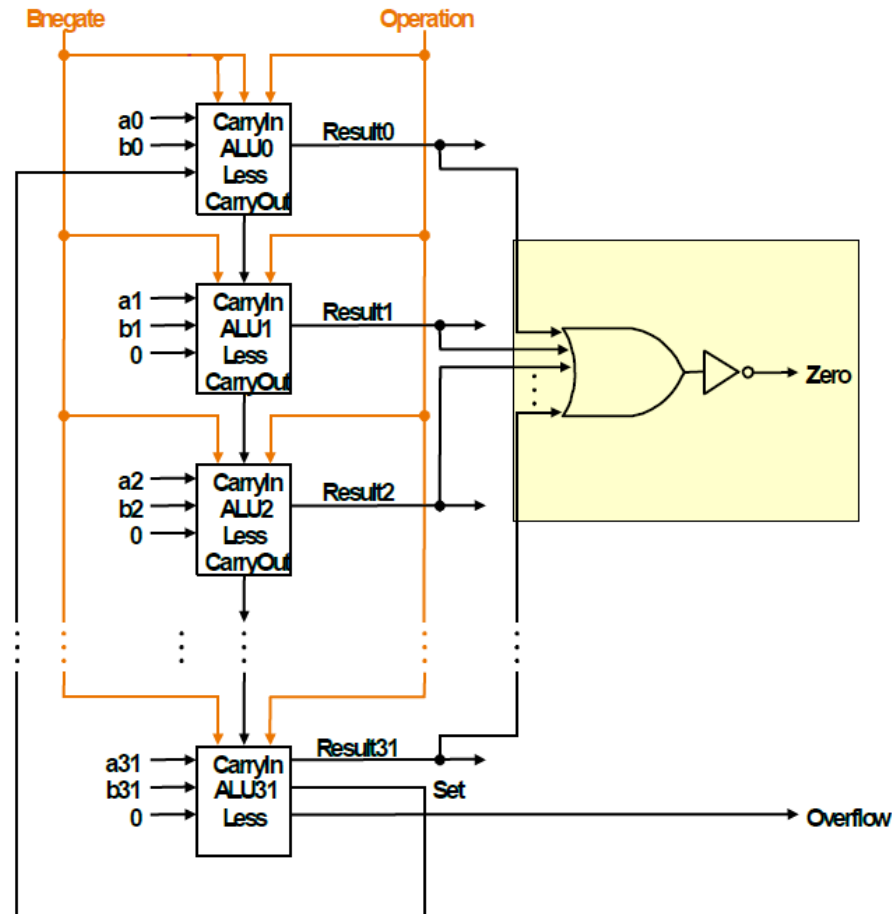 Bnegate Operation
a0 CarryIn Result0
b0 ALU0
Less
CarryOut
a1 CarryIn Result1
b1 ALU1
0 Less
CarryOut
Zero
a2 CarryIn Result2
b2 ALU2
0 Less
CarryOut
a31 CarryIn Result31
b31 ALU31 Set
0 Less Overflow